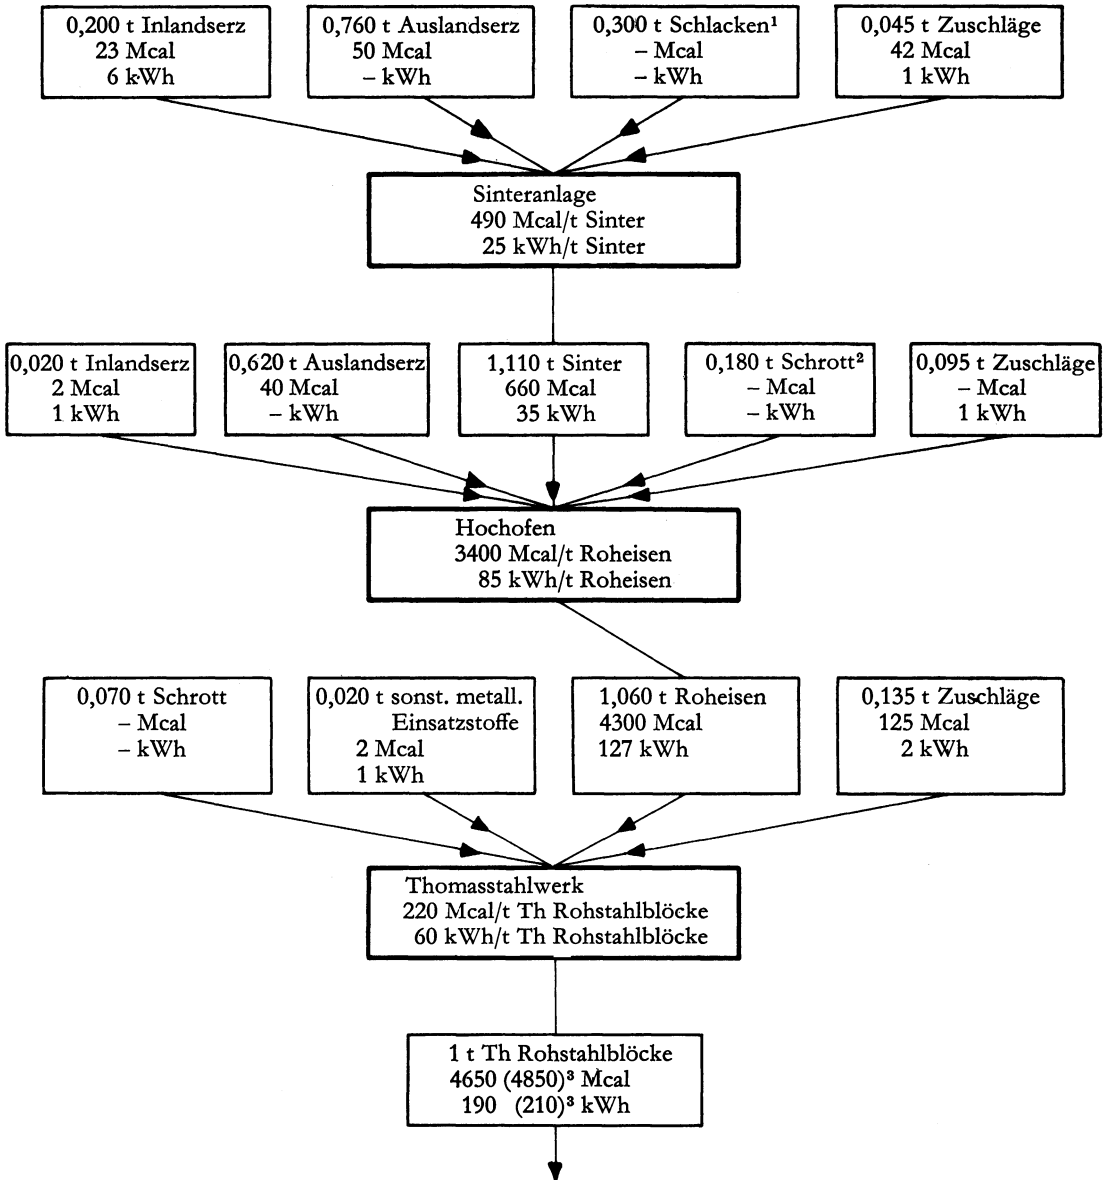 0,200 t Inlandserz
23 Mcal
6 kWh
0,760 t Auslandserz
50 Mcal
– kWh
0,300 t Schlacken¹
– Mcal
– kWh
0,045 t Zuschläge
42 Mcal
1 kWh
Sinteranlage
490 Mcal/t Sinter
25 kWh/t Sinter
0,020 t Inlandserz
2 Mcal
1 kWh
0,620 t Auslandserz
40 Mcal
– kWh
1,110 t Sinter
660 Mcal
35 kWh
0,180 t Schrott²
– Mcal
– kWh
0,095 t Zuschläge
– Mcal
1 kWh
Hochofen
3400 Mcal/t Roheisen
85 kWh/t Roheisen
0,070 t Schrott
– Mcal
– kWh
0,020 t sonst. metall.
Einsatzstoffe
2 Mcal
1 kWh
1,060 t Roheisen
4300 Mcal
127 kWh
0,135 t Zuschläge
125 Mcal
2 kWh
Thomasstahlwerk
220 Mcal/t Th Rohstahlblöcke
60 kWh/t Th Rohstahlblöcke
1 t Th Rohstahlblöcke
4650 (4850)³ Mcal
190 (210)³ kWh